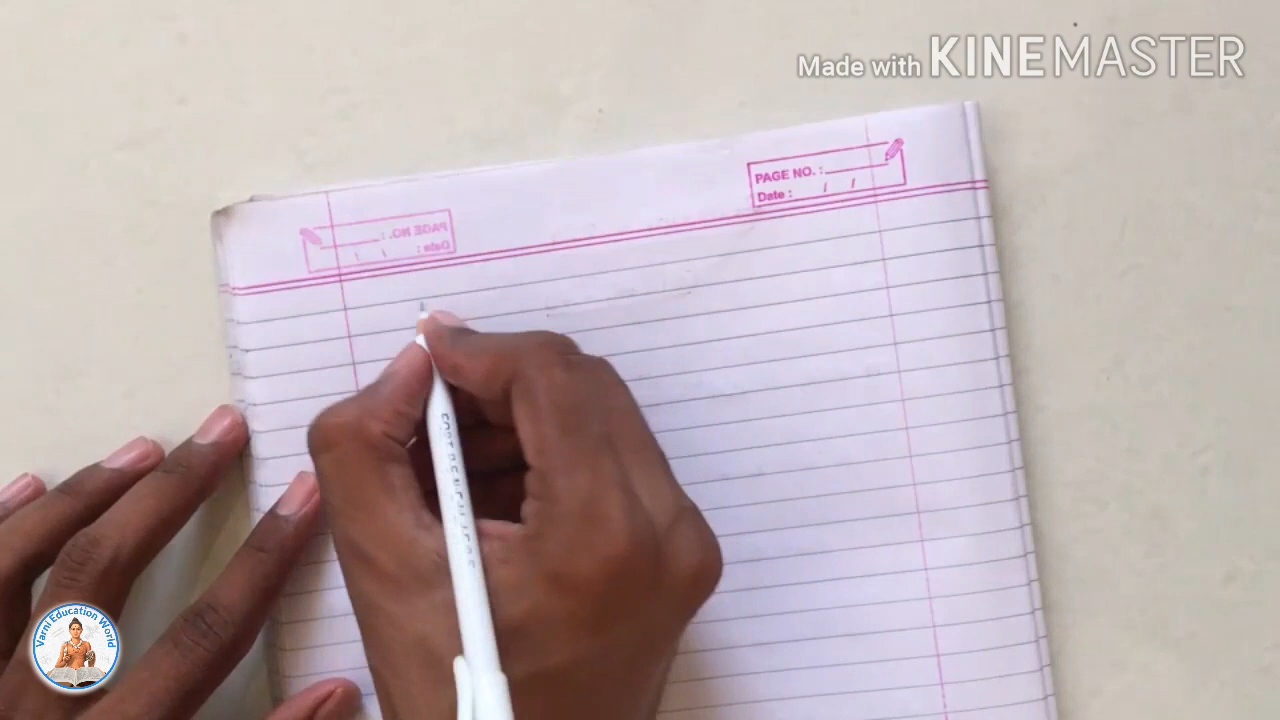 Made with KINEMASTER
PAGE NO. :
Date : / /
PAGE NO. :
Date : / /
Varni Education World